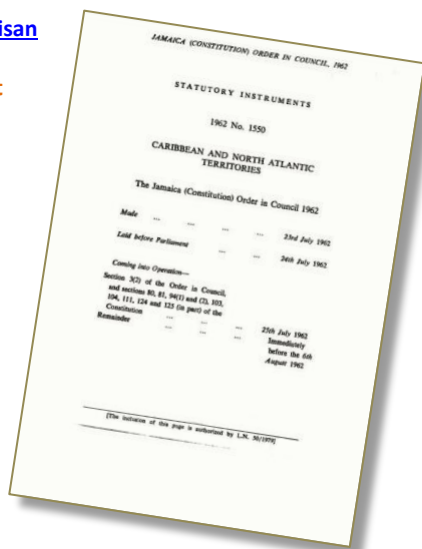 isan
:
JAMAICA (CONSTITUTION) ORDER IN COUNCIL, 1962
STATUTORY INSTRUMENTS
1962 No. 1550
CARIBBEAN AND NORTH ATLANTIC
TERRITORIES
The Jamaica (Constitution) Order in Council 1962
Made ... ... ... ... 23rd July 1962
Laid before Parliament ... ... 24th July 1962
Coming into Operation—
Section 3(2) of the Order in Council,
and sections 80, 81, 94(1) and (2), 103,
104, 111, 124 and 125 (in part) of the
Constitution ... ... ... 25th July 1962
Remainder ... ... ... Immediately
before the 6th
August 1962
[The inclusion of this page is authorized by L.N. 50/1979]